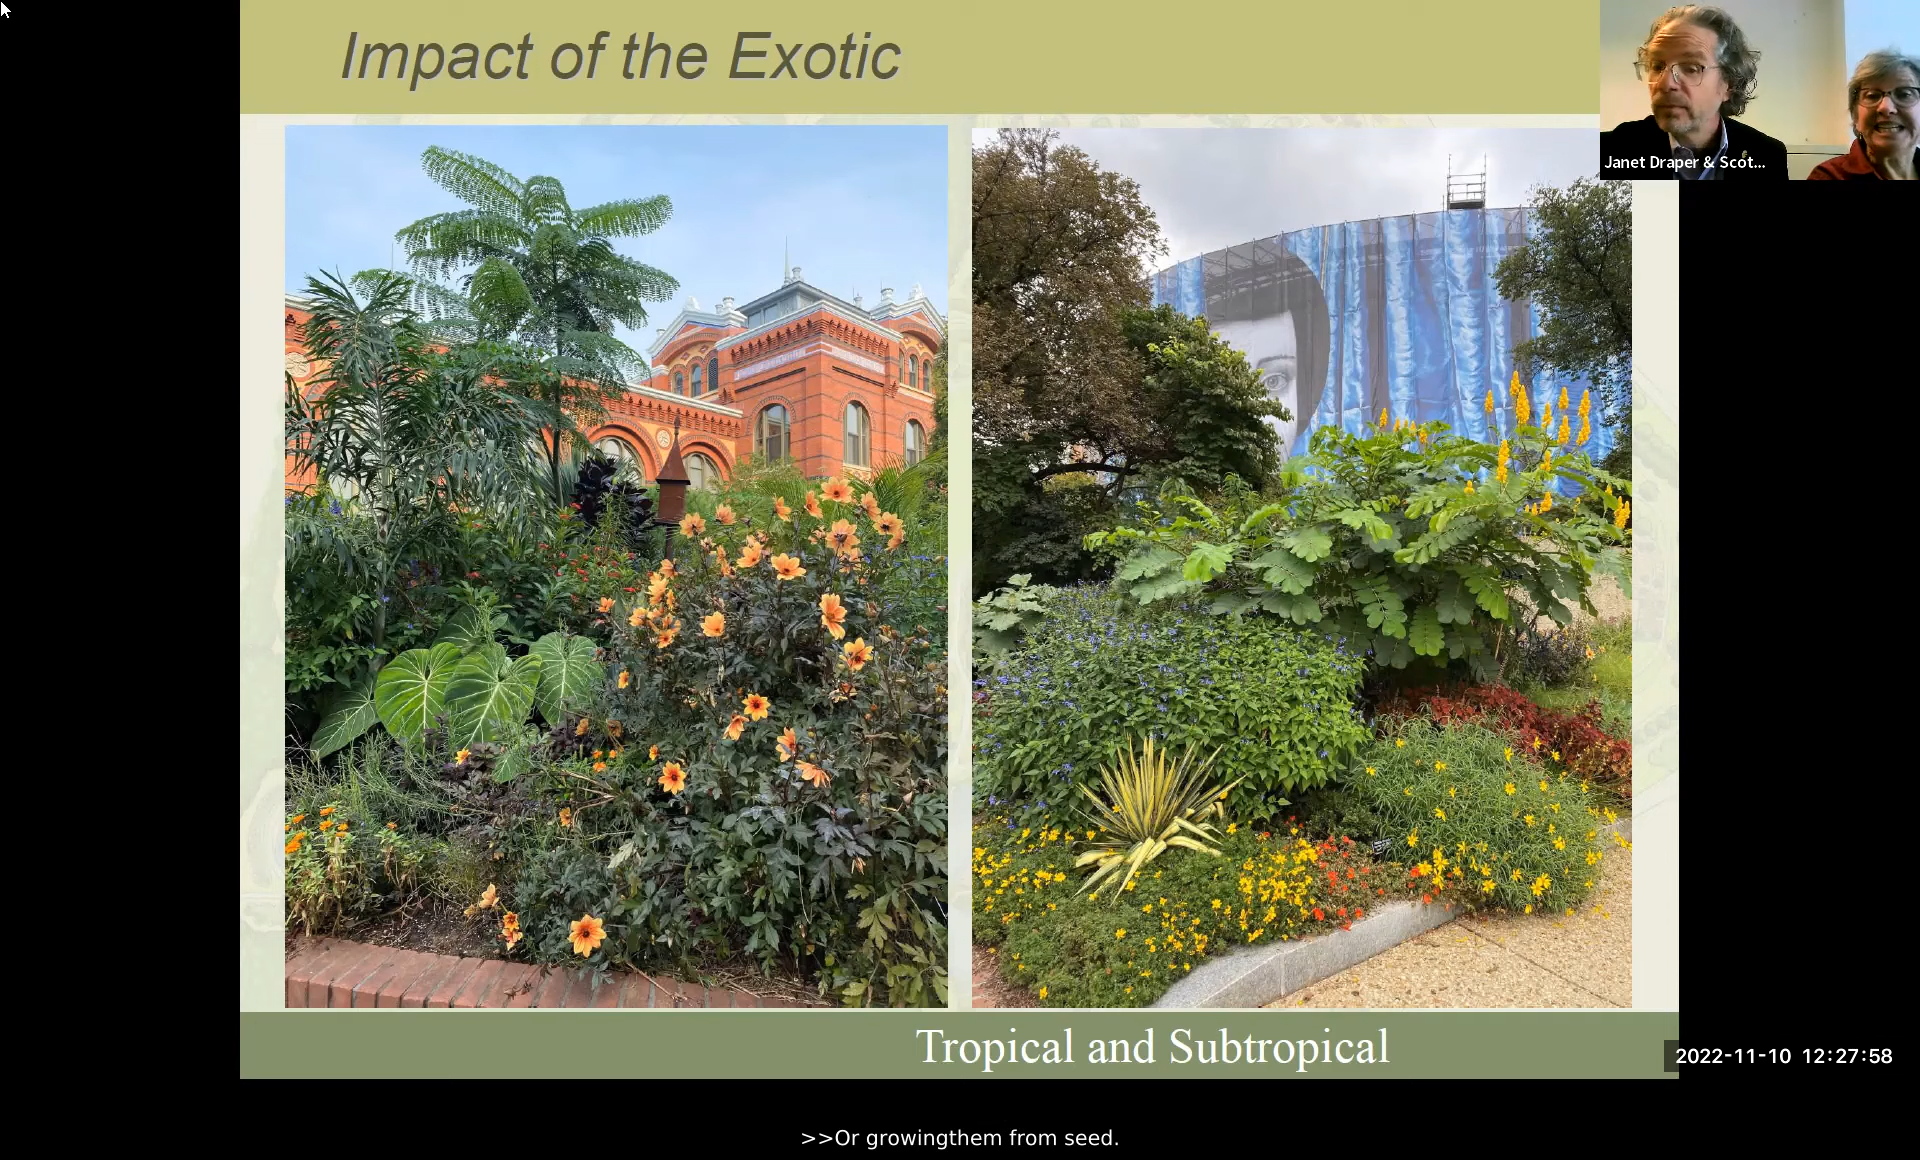 Impact of the Exotic
Janet Draper & Scot...
Tropical and Subtropical
2022-11-10 12:27:58
>>Or growingthem from seed.